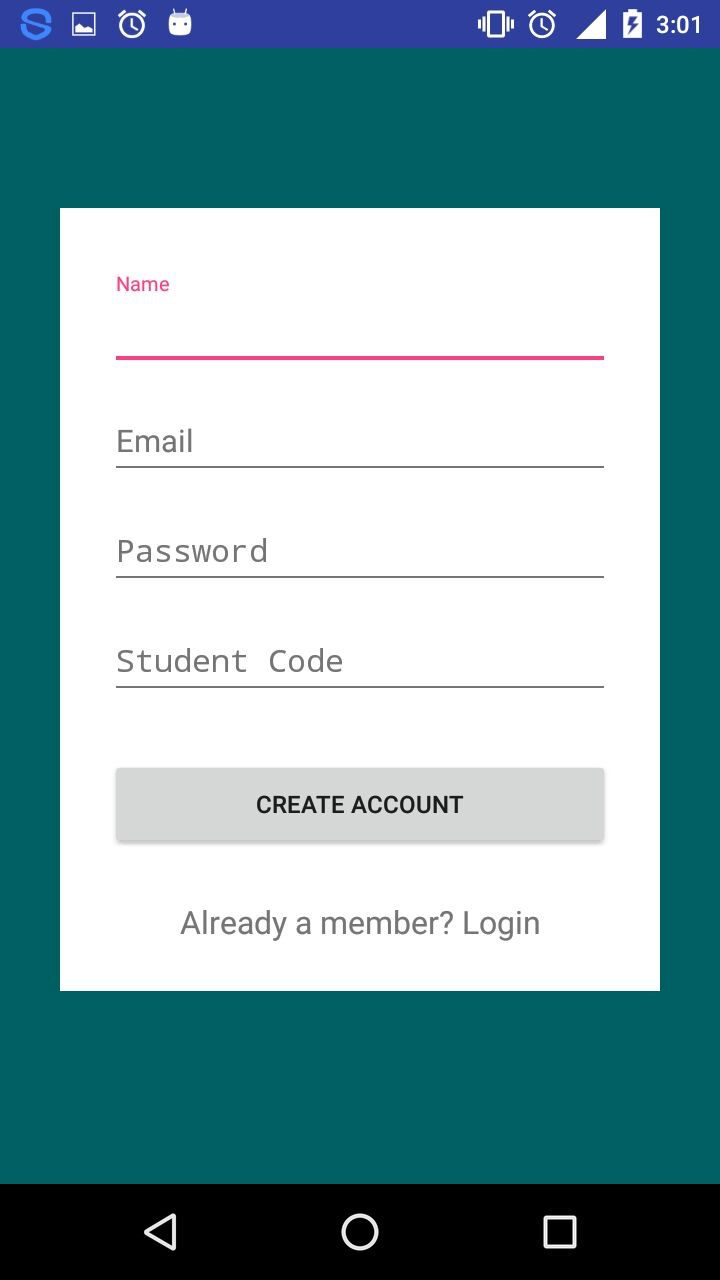 3:01
Name
Email
Password
Student Code
CREATE ACCOUNT
Already a member? Login